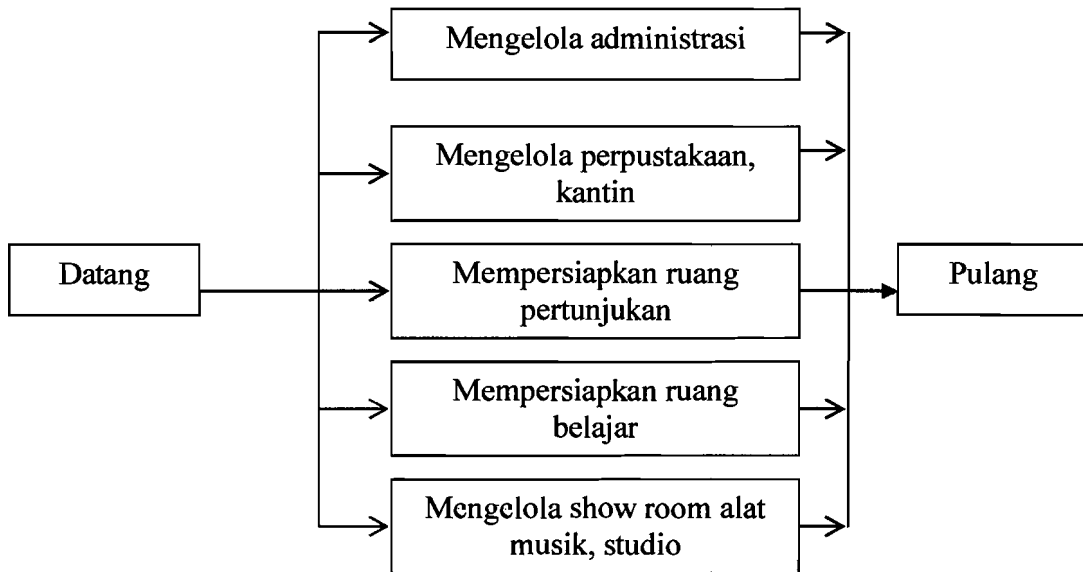 Mengelola administrasi
Mengelola perpustakaan,
kantin
Datang
Mempersiapkan ruang
pertunjukan
Pulang
Mempersiapkan ruang
belajar
Mengelola show room alat
musik, studio